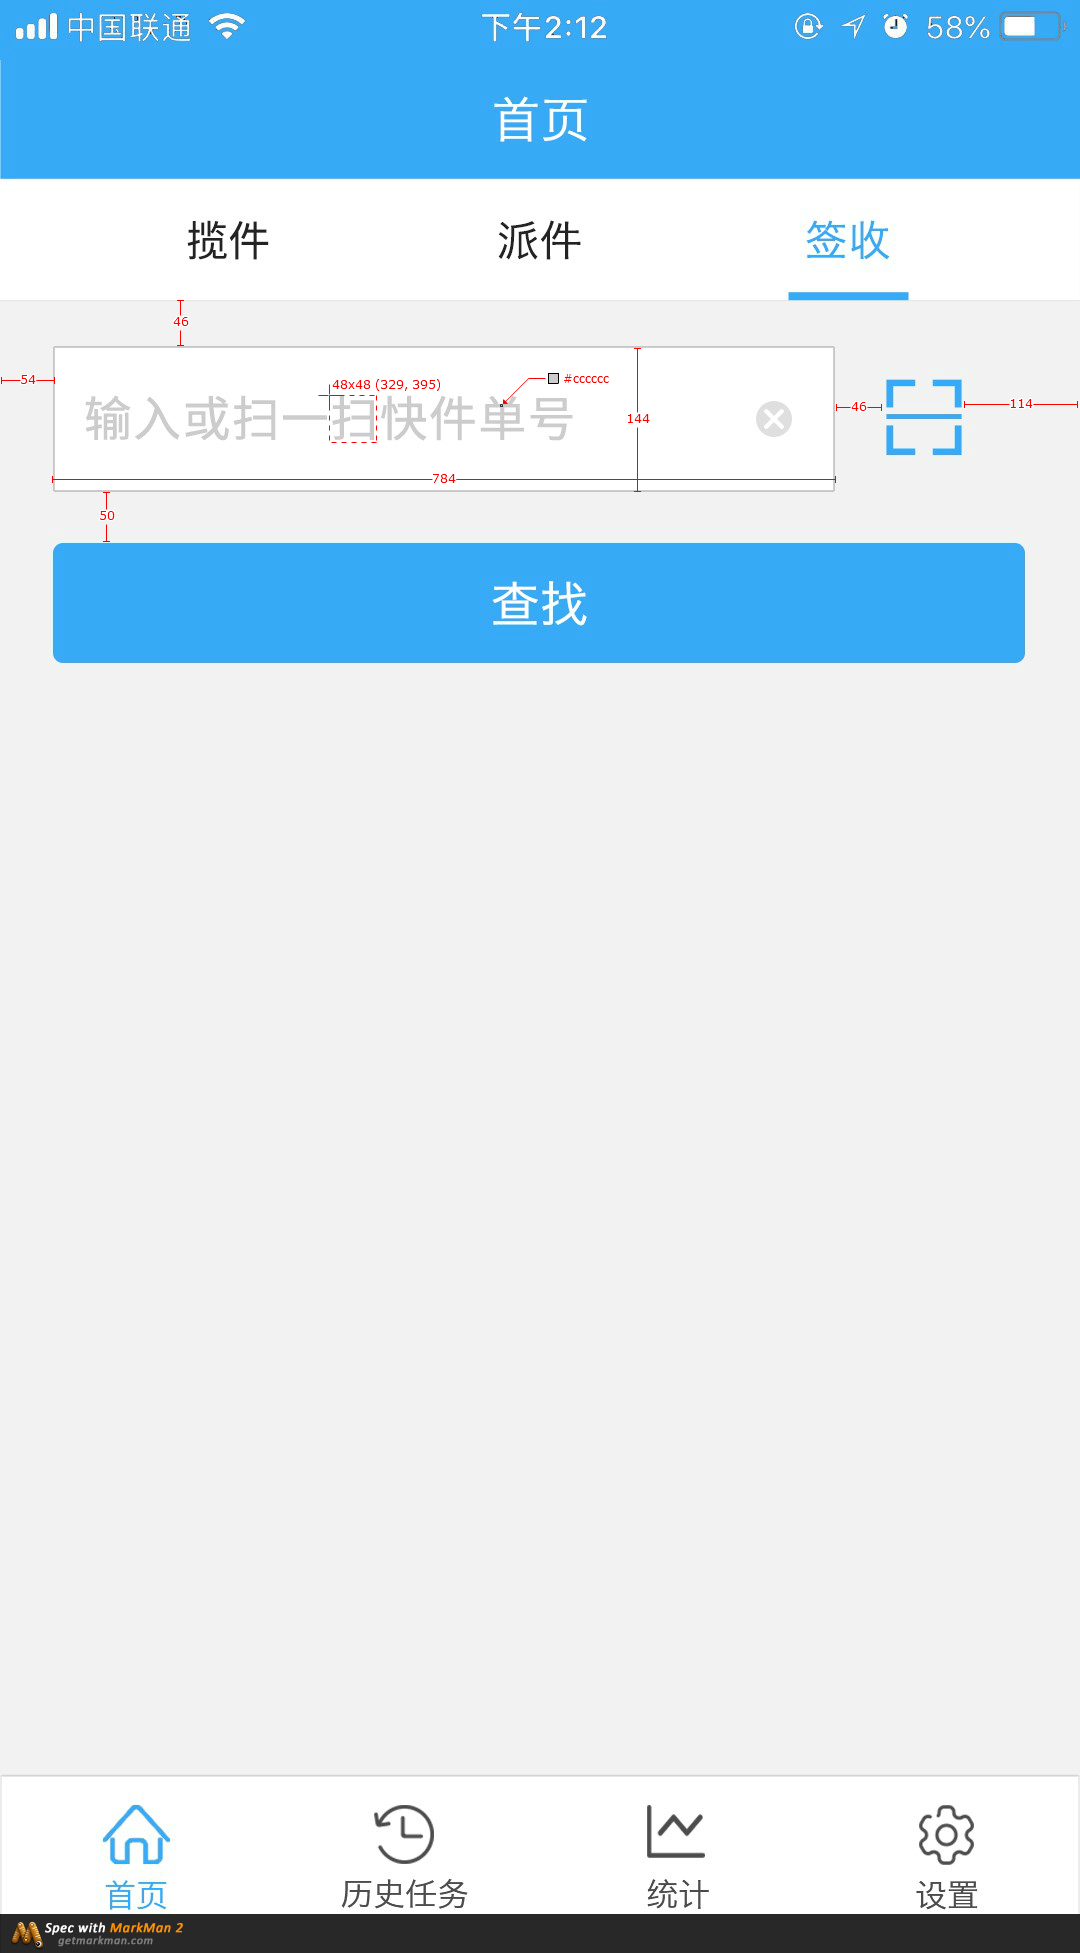 中国联通 下午2:12 58%
首页
揽件 派件 签收
46
54
48x48 (329, 395) #cccccc
输入或扫一扫快件单号 144 46 114
784
50
查找
首页 历史任务 统计 设置
Spec with MarkMan 2
getmarkman.com